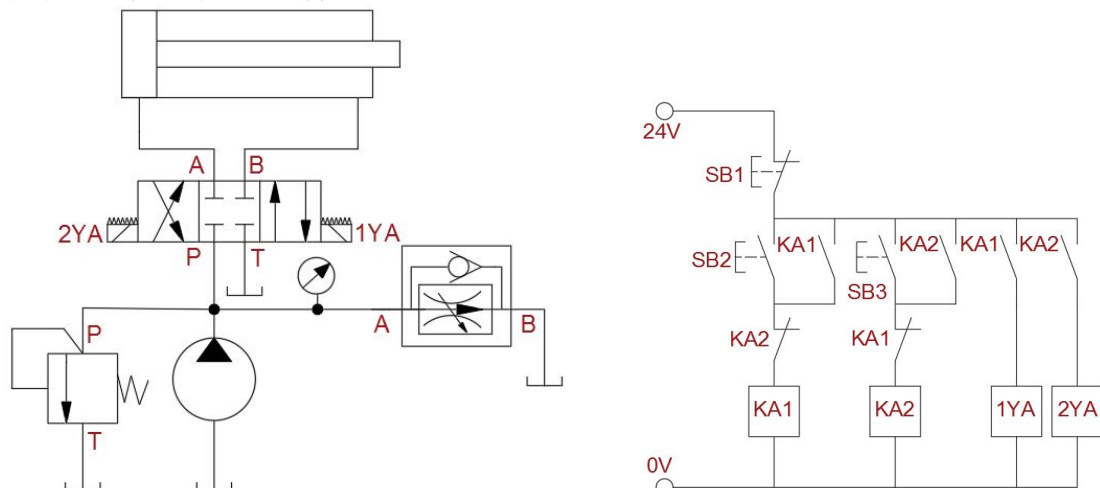 A B
2YA 1YA
P T
P
A B
T
24V
SB1
SB2 KA1 KA2 KA1 KA2
SB3
KA2 KA1
KA1 KA2 1YA 2YA
0V